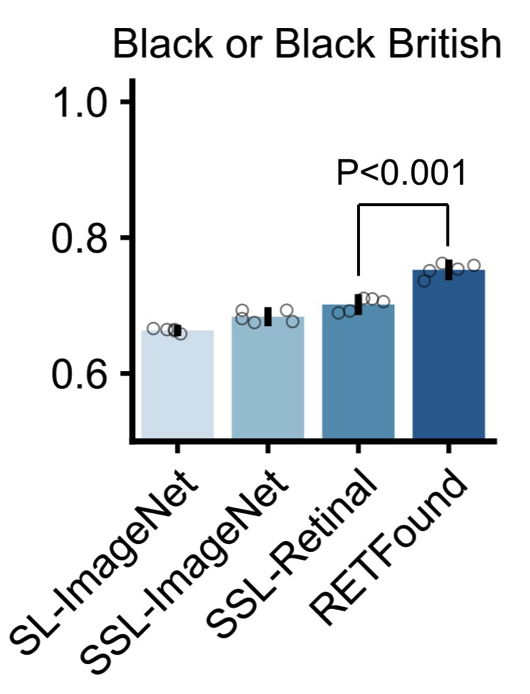 Black or Black British
1.0
P<0.001
0.8
0.6
SL-ImageNet
SSL-ImageNet
SSL-Retinal
RETFound